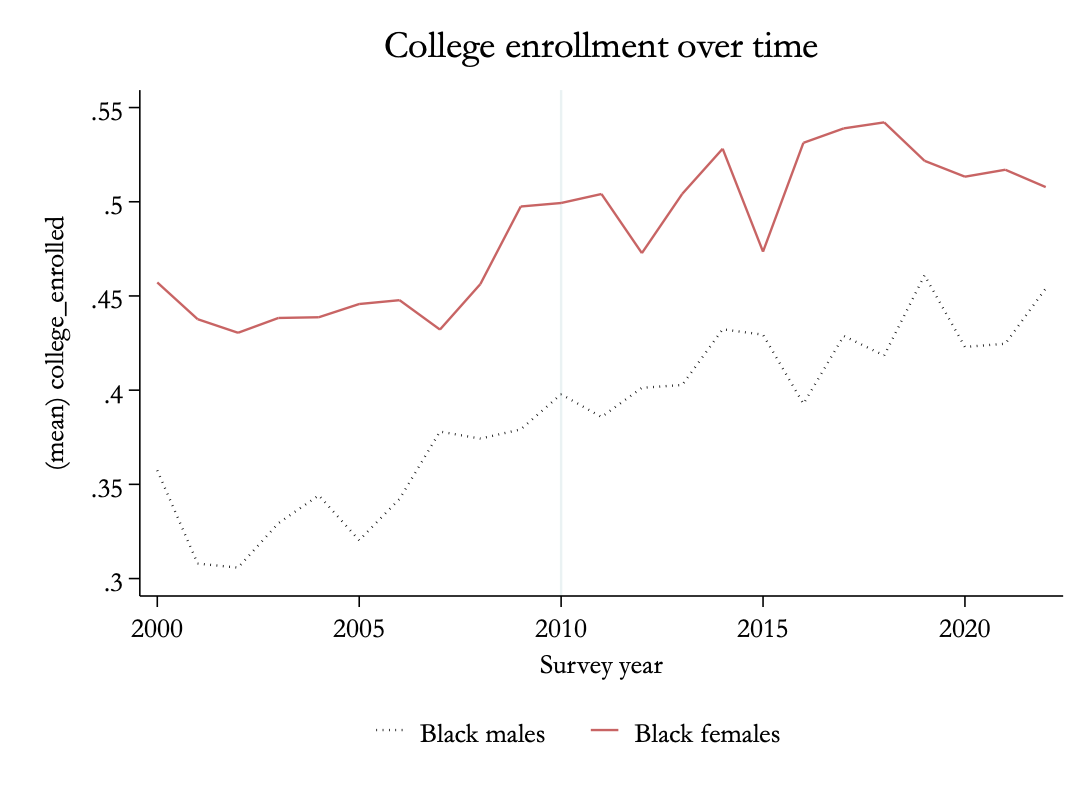 College enrollment over time
(mean) college_enrolled
.55
.5
.45
.4
.35
.3
2000 2005 2010 2015 2020
Survey year
Black males Black females